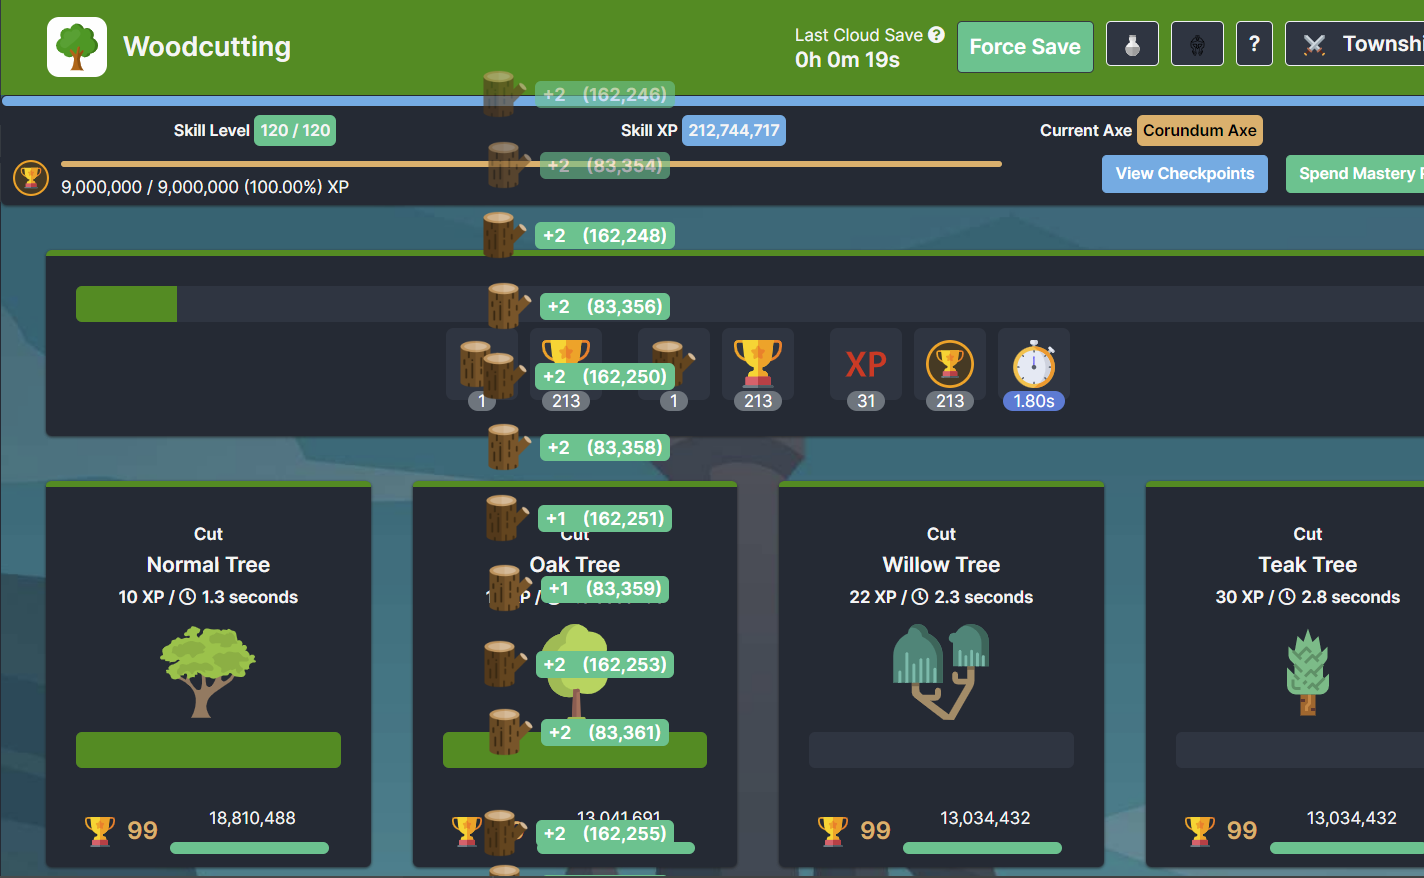 Woodcutting
Last Cloud Save ?
0h 0m 19s
Force Save
?
Townshi
+2 (162,246)
Skill Level 120 / 120
Skill XP 212,744,717
Current Axe Corundum Axe
+2 (83,354)
9,000,000 / 9,000,000 (100.00%) XP
View Checkpoints
Spend Mastery
+2 (162,248)
+2 (83,356)
XP
+2 (162,250)
1
213
1
213
31
213
1.80s
+2 (83,358)
+1 (162,251)
Cut
Normal Tree
10 XP / 1.3 seconds
Cut
Oak Tree
+1 (83,359)
Cut
Willow Tree
22 XP / 2.3 seconds
Cut
Teak Tree
30 XP / 2.8 seconds
+2 (162,253)
+2 (83,361)
99
18,810,488
13,041,691
+2 (162,255)
99
13,034,432
99
13,034,432